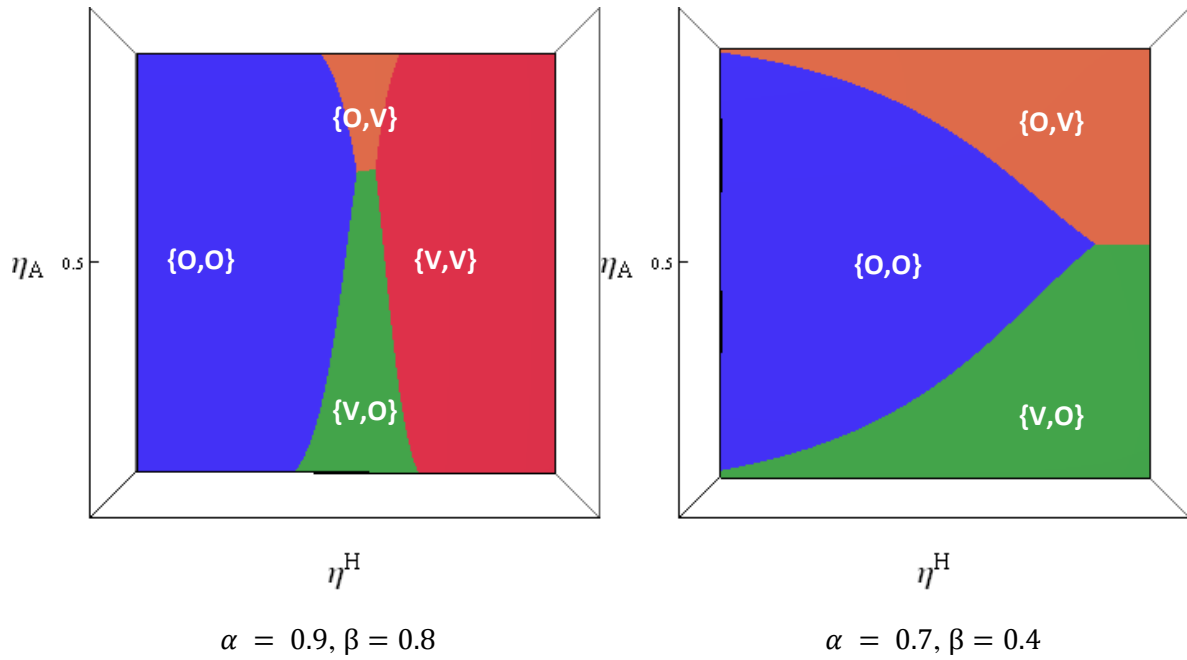 {O,V}
{O,O}
{V,V}
{V,O}
η_A 0.5
η^H
α = 0.9, β = 0.8
{O,V}
{O,O}
{V,O}
η_A 0.5
η^H
α = 0.7, β = 0.4